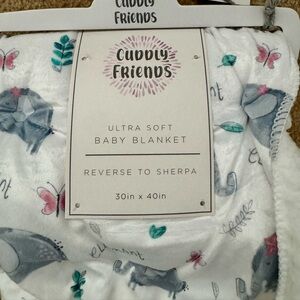 CUDDLY
FRIENDS
CUDDLY
FRIENDS
ULTRA SOFT
BABY BLANKET
REVERSE TO SHERPA
30in x 40in